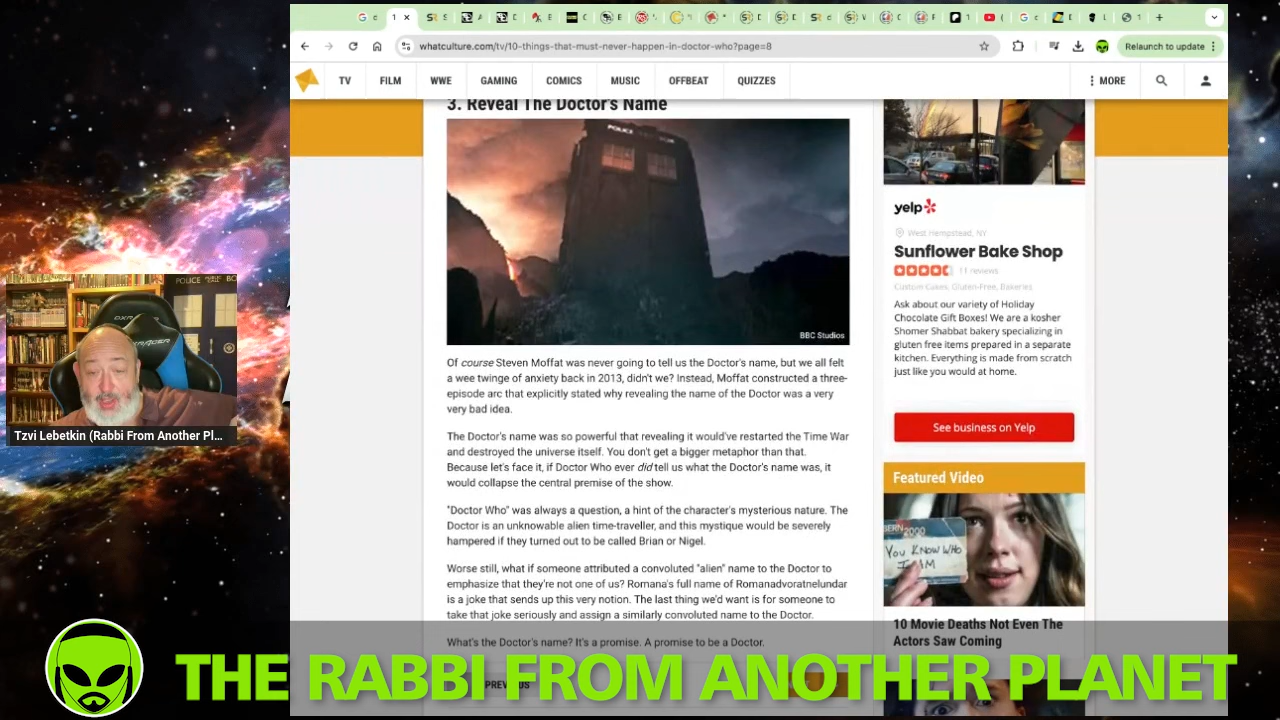 1
whatculture.com/tv/10-things-that-must-never-happen-in-doctor-who?page=8
Relaunch to update
TV FILM WWE GAMING COMICS MUSIC OFFBEAT QUIZZES MORE
3. Reveal The Doctor's Name
BBC Studios
Of course Steven Moffat was never going to tell us the Doctor's name, but we all felt
a wee twinge of anxiety back in 2013, didn't we? Instead, Moffat constructed a three-
episode arc that explicitly stated why revealing the name of the Doctor was a very
very bad idea.
The Doctor's name was so powerful that revealing it would've restarted the Time War
and destroyed the universe itself. You don't get a bigger metaphor than that.
Because let's face it, if Doctor Who ever did tell us what the Doctor's name was, it
would collapse the central premise of the show.
"Doctor Who" was always a question, a hint of the character's mysterious nature. The
Doctor is an unknowable alien time-traveller, and this mystique would be severely
hampered if they turned out to be called Brian or Nigel.
Worse still, what if someone attributed a convoluted "alien" name to the Doctor to
emphasize that they're not one of us? Romana's full name of Romanadvoratnelundar
is a joke that sends up this very notion. The last thing we'd want is for someone to
take that joke seriously and assign a similarly convoluted name to the Doctor.
What's the Doctor's name? It's a promise. A promise to be a Doctor.
PREVIOUS
yelp
West Hempstead, NY
Sunflower Bake Shop
11 reviews
Custom Cakes, Gluten-Free, Bakeries
Ask about our variety of Holiday
Chocolate Gift Boxes! We are a kosher
Shomer Shabbat bakery specializing in
gluten free items prepared in a separate
kitchen. Everything is made from scratch
just like you would at home.
See business on Yelp
Featured Video
BERN 2000
YOU KNOW WHO
I AM
10 Movie Deaths Not Even The
Actors Saw Coming
POLICE
Tzvi Lebetkin (Rabbi From Another Pl...
THE RABBI FROM ANOTHER PLANET